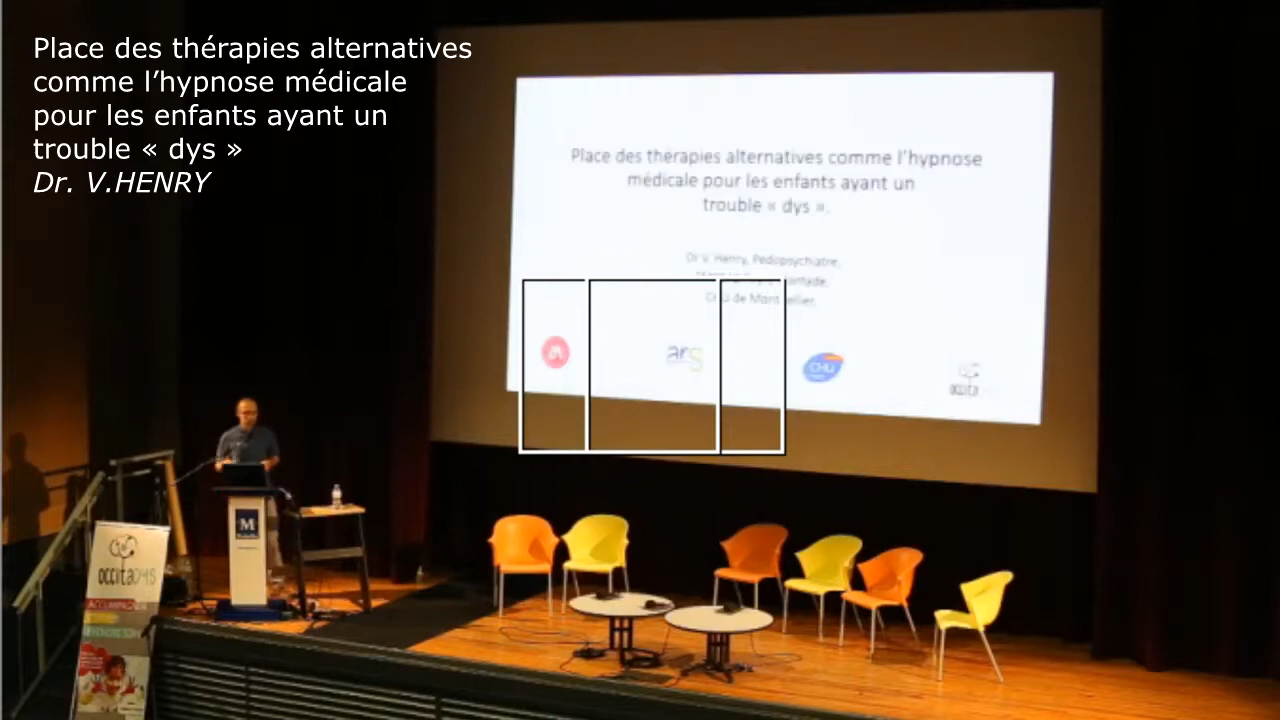 Place des thérapies alternatives
comme l’hypnose médicale
pour les enfants ayant un
trouble « dys »
Dr. V.HENRY
Place des thérapies alternatives comme l’hypnose
médicale pour les enfants ayant un
trouble « dys ».
Dr V. Henry, Pedopsychiatre,
CHU de Montpellier.
ars
CHU
occita
M
occitaDYS